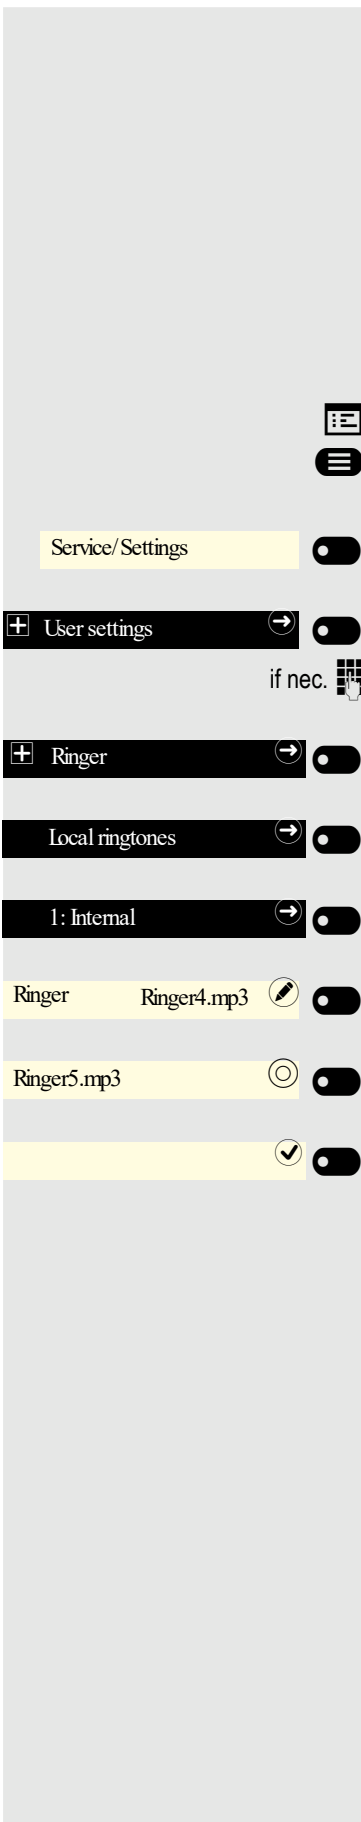 Service/Settings
User settings
if nec.
Ringer
Local ringtones
1: Internal
Ringer Ringer4.mp3
Ringer5.mp3